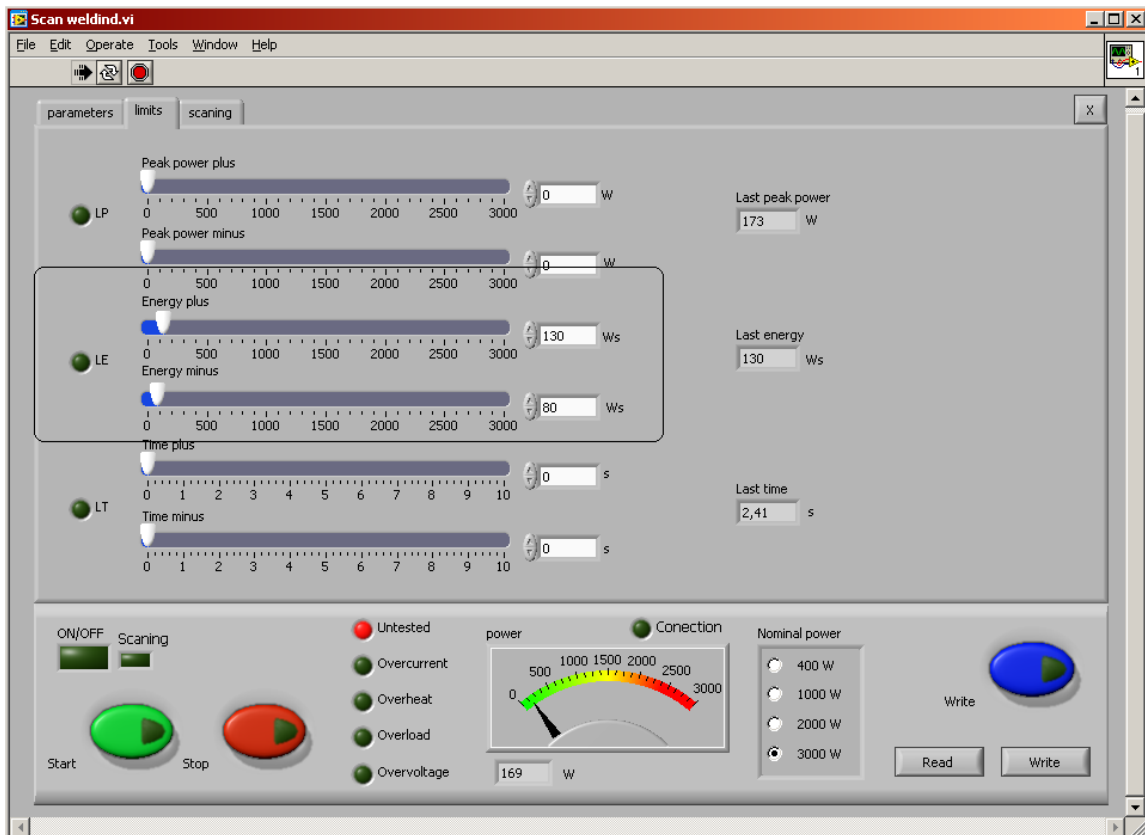 Scan weldind.vi
File Edit Operate Tools Window Help
1
parameters limits scaning X
Peak power plus
0 W
LP
0 500 1000 1500 2000 2500 3000
Last peak power
173 W
Peak power minus
0 W
0 500 1000 1500 2000 2500 3000
Energy plus
130 Ws
LE
0 500 1000 1500 2000 2500 3000
Last energy
130 Ws
Energy minus
80 Ws
0 500 1000 1500 2000 2500 3000
Time plus
0 s
LT
0 1 2 3 4 5 6 7 8 9 10
Last time
2,41 s
Time minus
0 s
0 1 2 3 4 5 6 7 8 9 10
ON/OFF Scaning
Start Stop
Untested
Overcurrent
Overheat
Overload
Overvoltage
power Conection
0 500 1000 1500 2000 2500 3000
169 W
Nominal power
400 W
1000 W
2000 W
3000 W
Write
Read Write